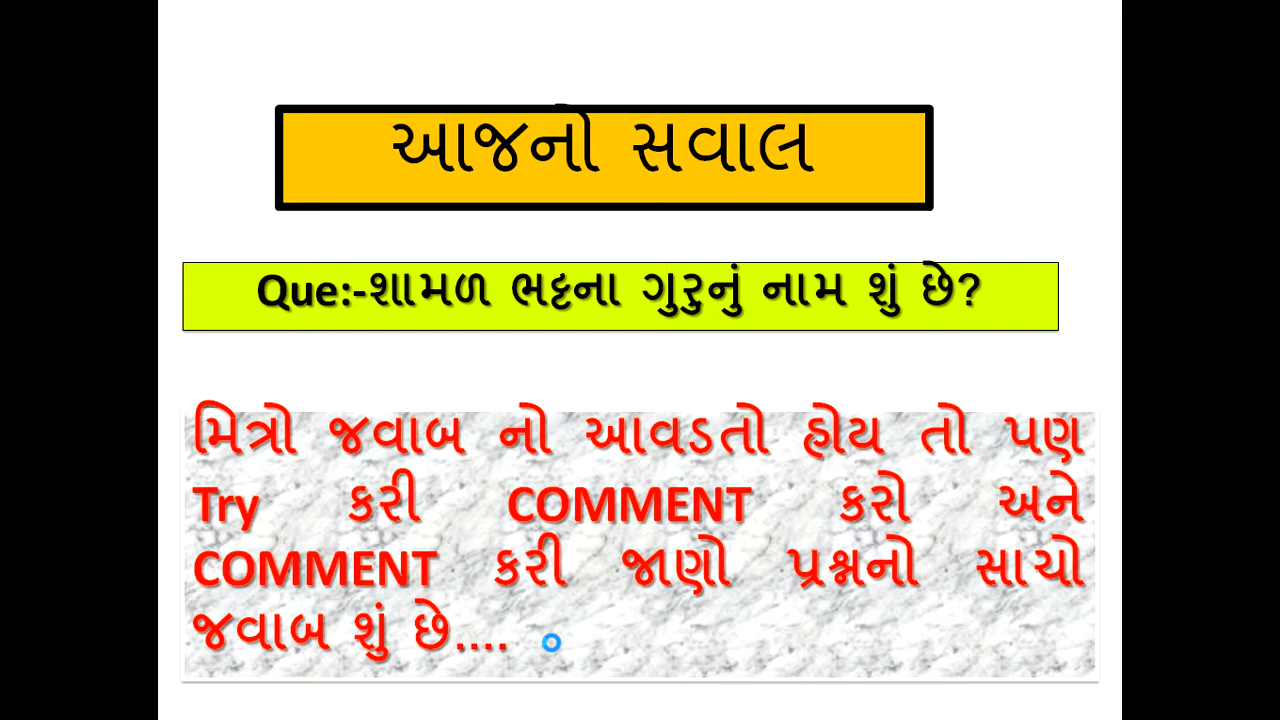 આજનો સવાલ
Que:-શામળ ભટ્ટના ગુરુનું નામ શું છે?
મિત્રો જવાબ નો આવડતો હોય તો પણ
Try કરી COMMENT કરો અને
COMMENT કરી જાણો પ્રશ્નનો સાચો
જવાબ શું છે....